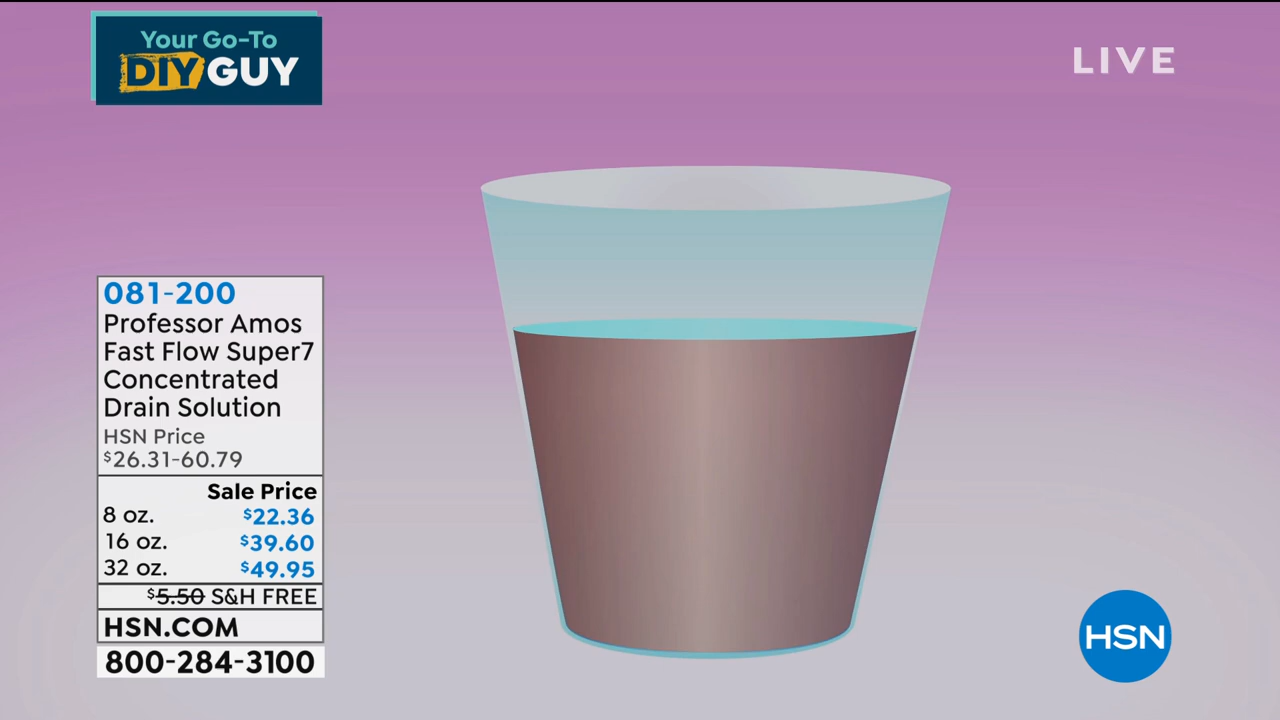 Your Go-To
DIY GUY
LIVE
081-200
Professor Amos
Fast Flow Super7
Concentrated
Drain Solution
HSN Price
$26.31-60.79
Sale Price
8 oz. $22.36
16 oz. $39.60
32 oz. $49.95
$5.50 S&H FREE
HSN.COM
800-284-3100
HSN